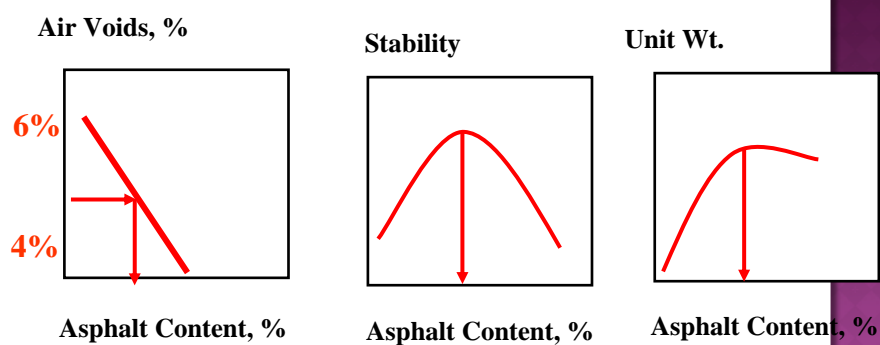 Air Voids, %
Stability
Unit Wt.
6%
4%
Asphalt Content, %
Asphalt Content, %
Asphalt Content, %